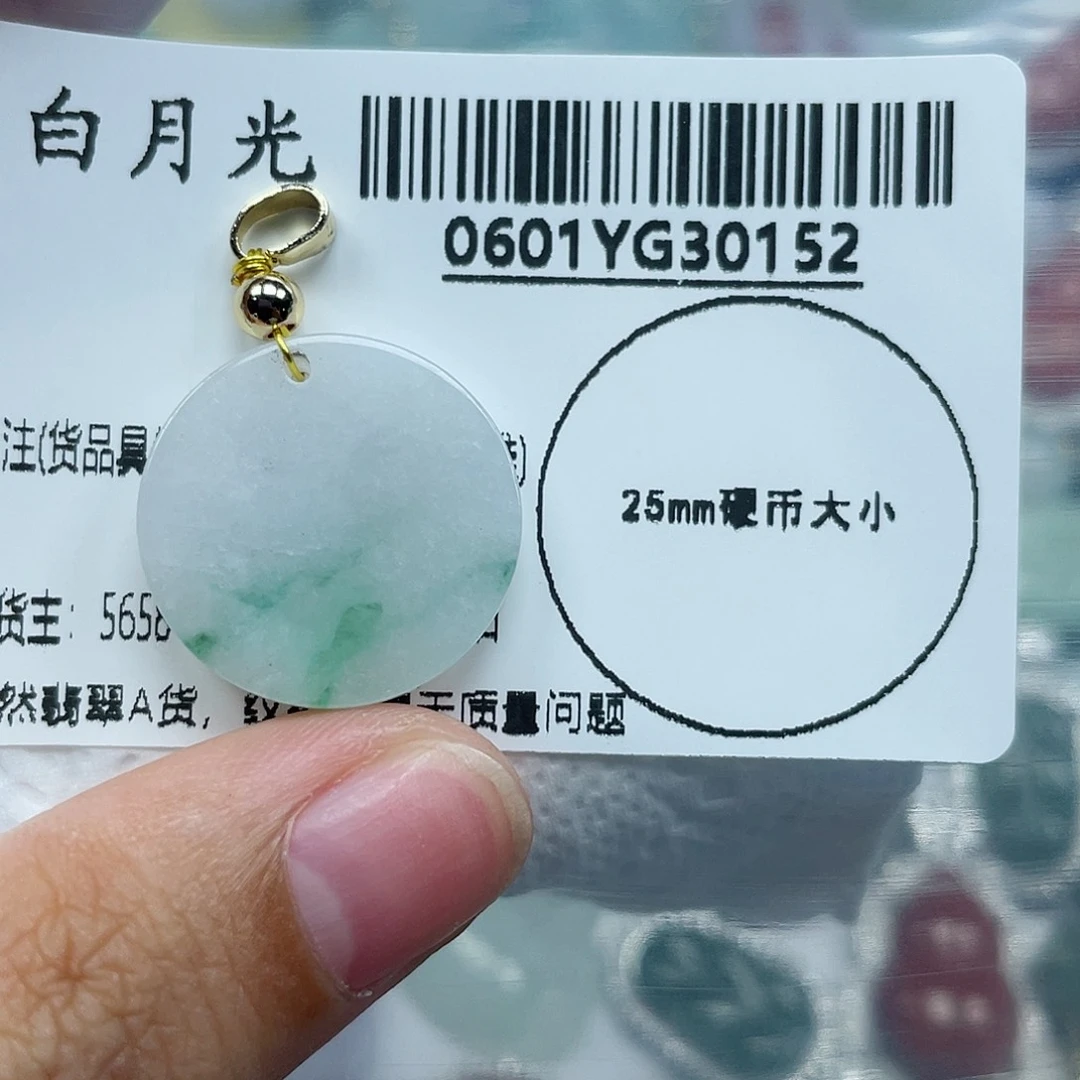 白月光
0601YG30152
注(货品具
25mm硬币大小
货主: 565
然翡翠A货, 质量问题